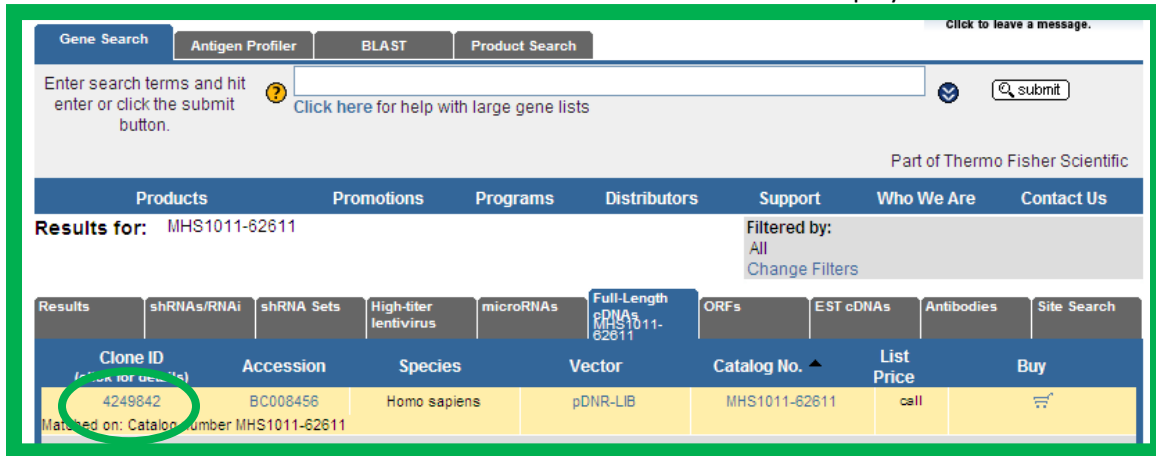 Click to leave a message.
Gene Search Antigen Profiler BLAST Product Search
Enter search terms and hit
enter or click the submit
button.
?
Click here for help with large gene lists
submit
Part of Thermo Fisher Scientific
Products Promotions Programs Distributors Support Who We Are Contact Us
Results for: MHS1011-62611
Filtered by:
All
Change Filters
Results shRNAs/RNAi shRNA Sets High-titer lentivirus microRNAs Full-Length cDNAs MHS1011-62611 ORFs EST cDNAs Antibodies Site Search
Clone ID (click for details) Accession Species Vector Catalog No. List Price Buy
4249842 BC008456 Homo sapiens pDNR-LIB MHS1011-62611 call
Matched on: Catalog number MHS1011-62611